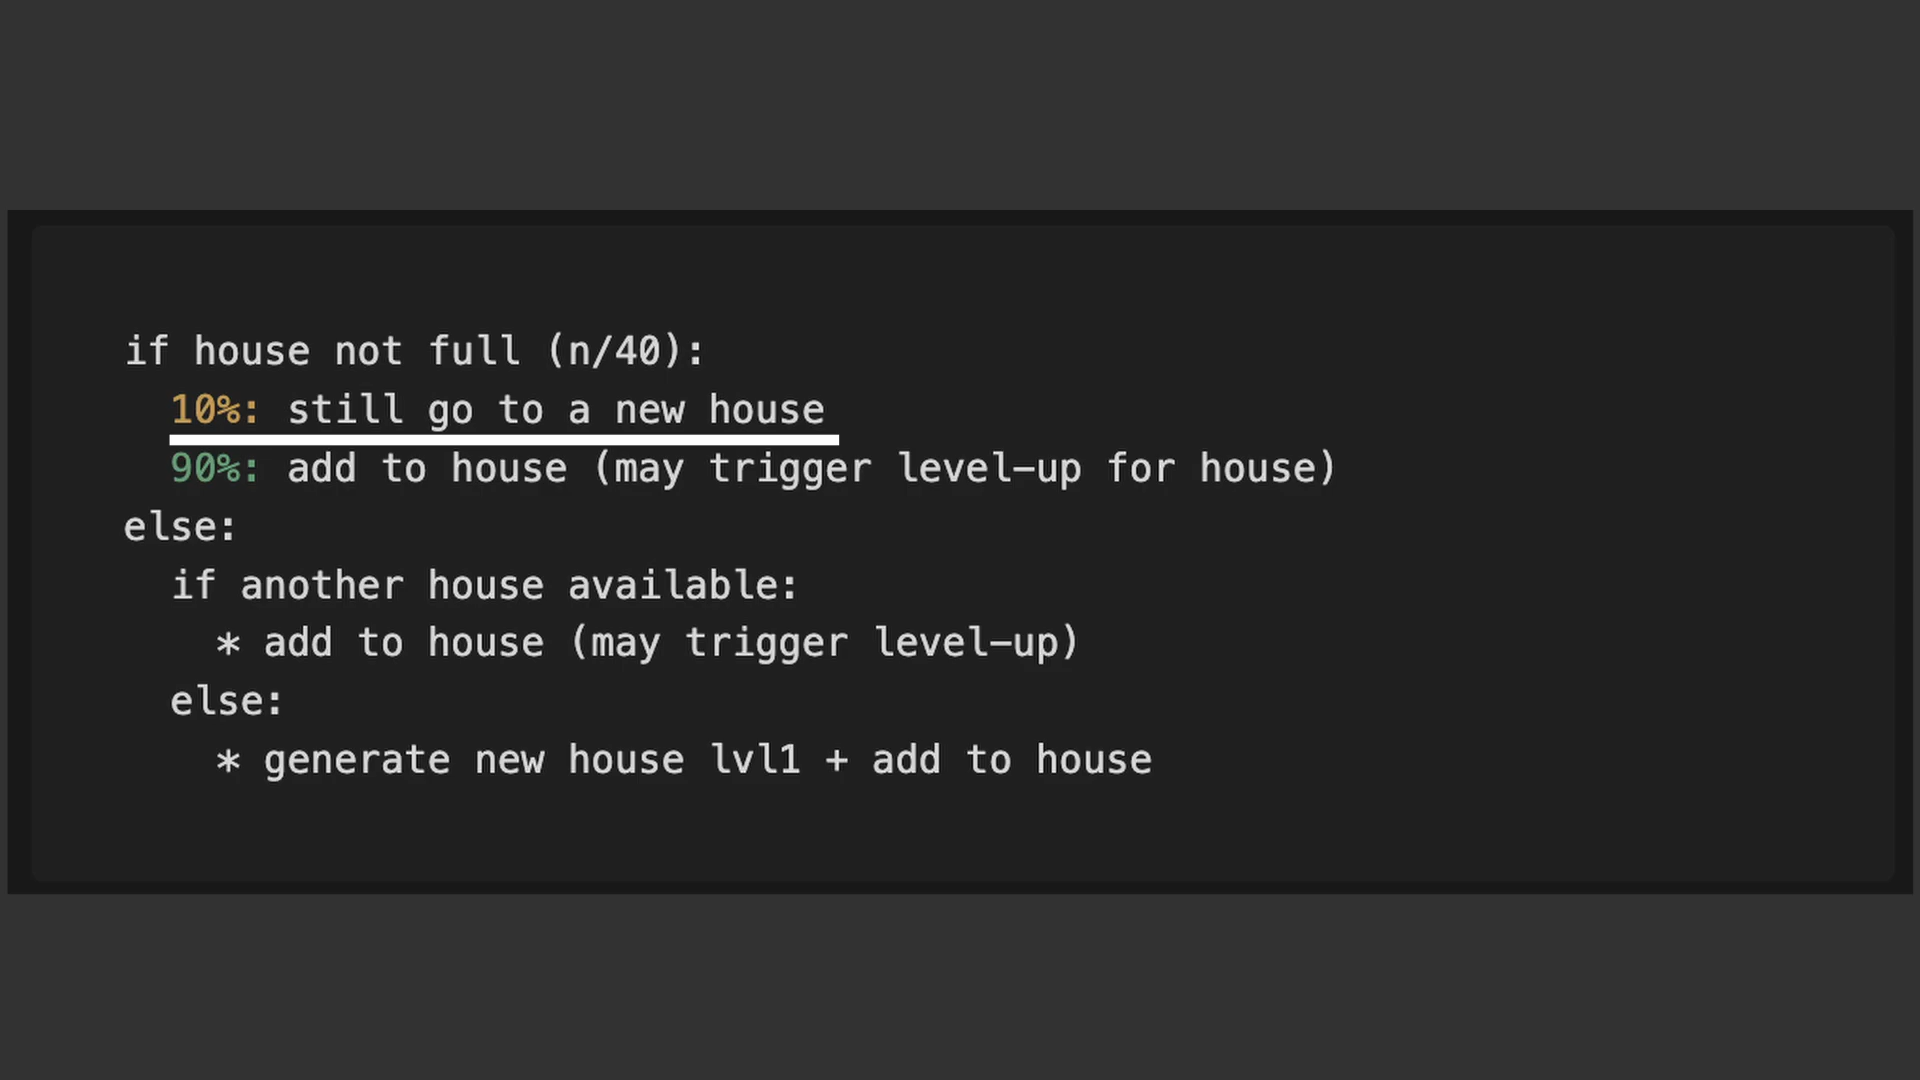 if house not full (n/40):
10%: still go to a new house
90%: add to house (may trigger level-up for house)
else:
if another house available:
* add to house (may trigger level-up)
else:
* generate new house lvl1 + add to house